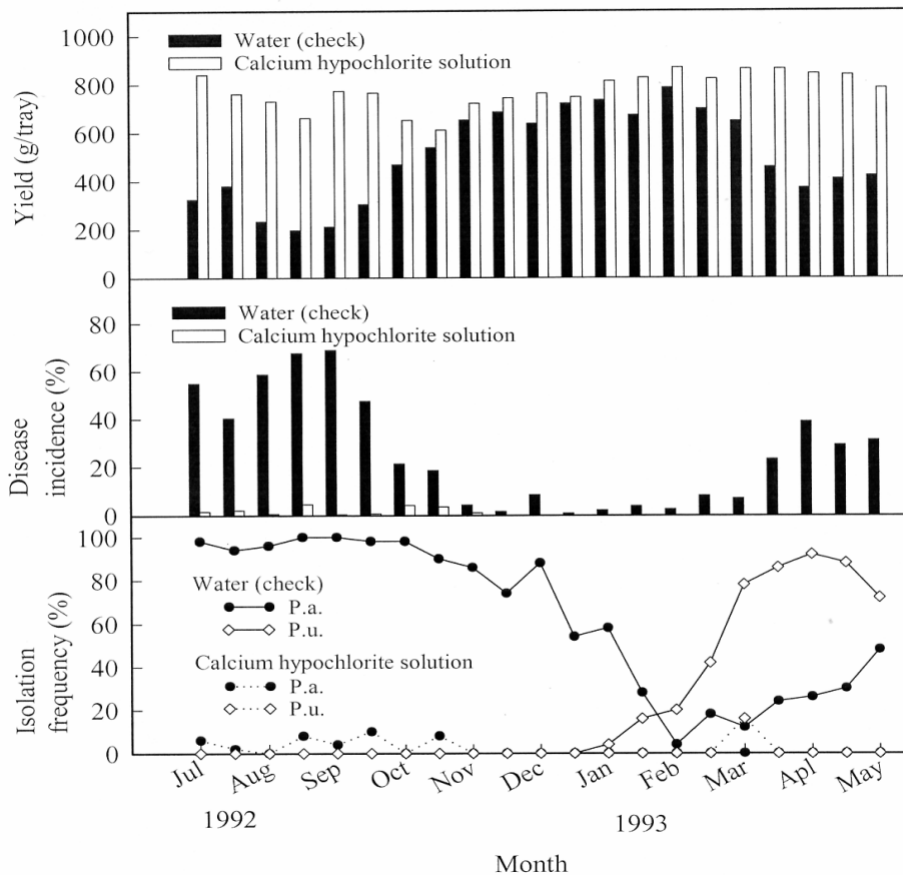 1000
800
600
400
200
0
Yield (g/tray)
Water (check)
Calcium hypochlorite solution
80
60
40
20
0
Disease
incidence (%)
Water (check)
Calcium hypochlorite solution
100
80
60
40
20
0
Isolation
frequency (%)
Water (check)
P.a.
P.u.
Calcium hypochlorite solution
P.a.
P.u.
Jul Aug Sep Oct Nov Dec Jan Feb Mar Apl May
1992 1993
Month